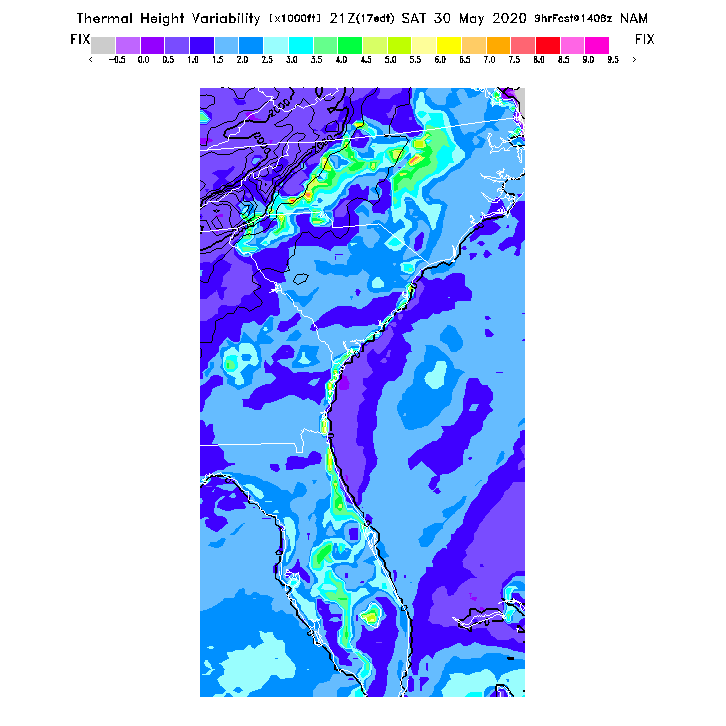 Thermal Height Variability [x1000ft] 21Z(17edt) SAT 30 May 2020 9hrFcst@1408z NAM
FIX FIX
< -0.5 0.0 0.5 1.0 1.5 2.0 2.5 3.0 3.5 4.0 4.5 5.0 5.5 6.0 6.5 7.0 7.5 8.0 8.5 9.0 9.5 >
2000